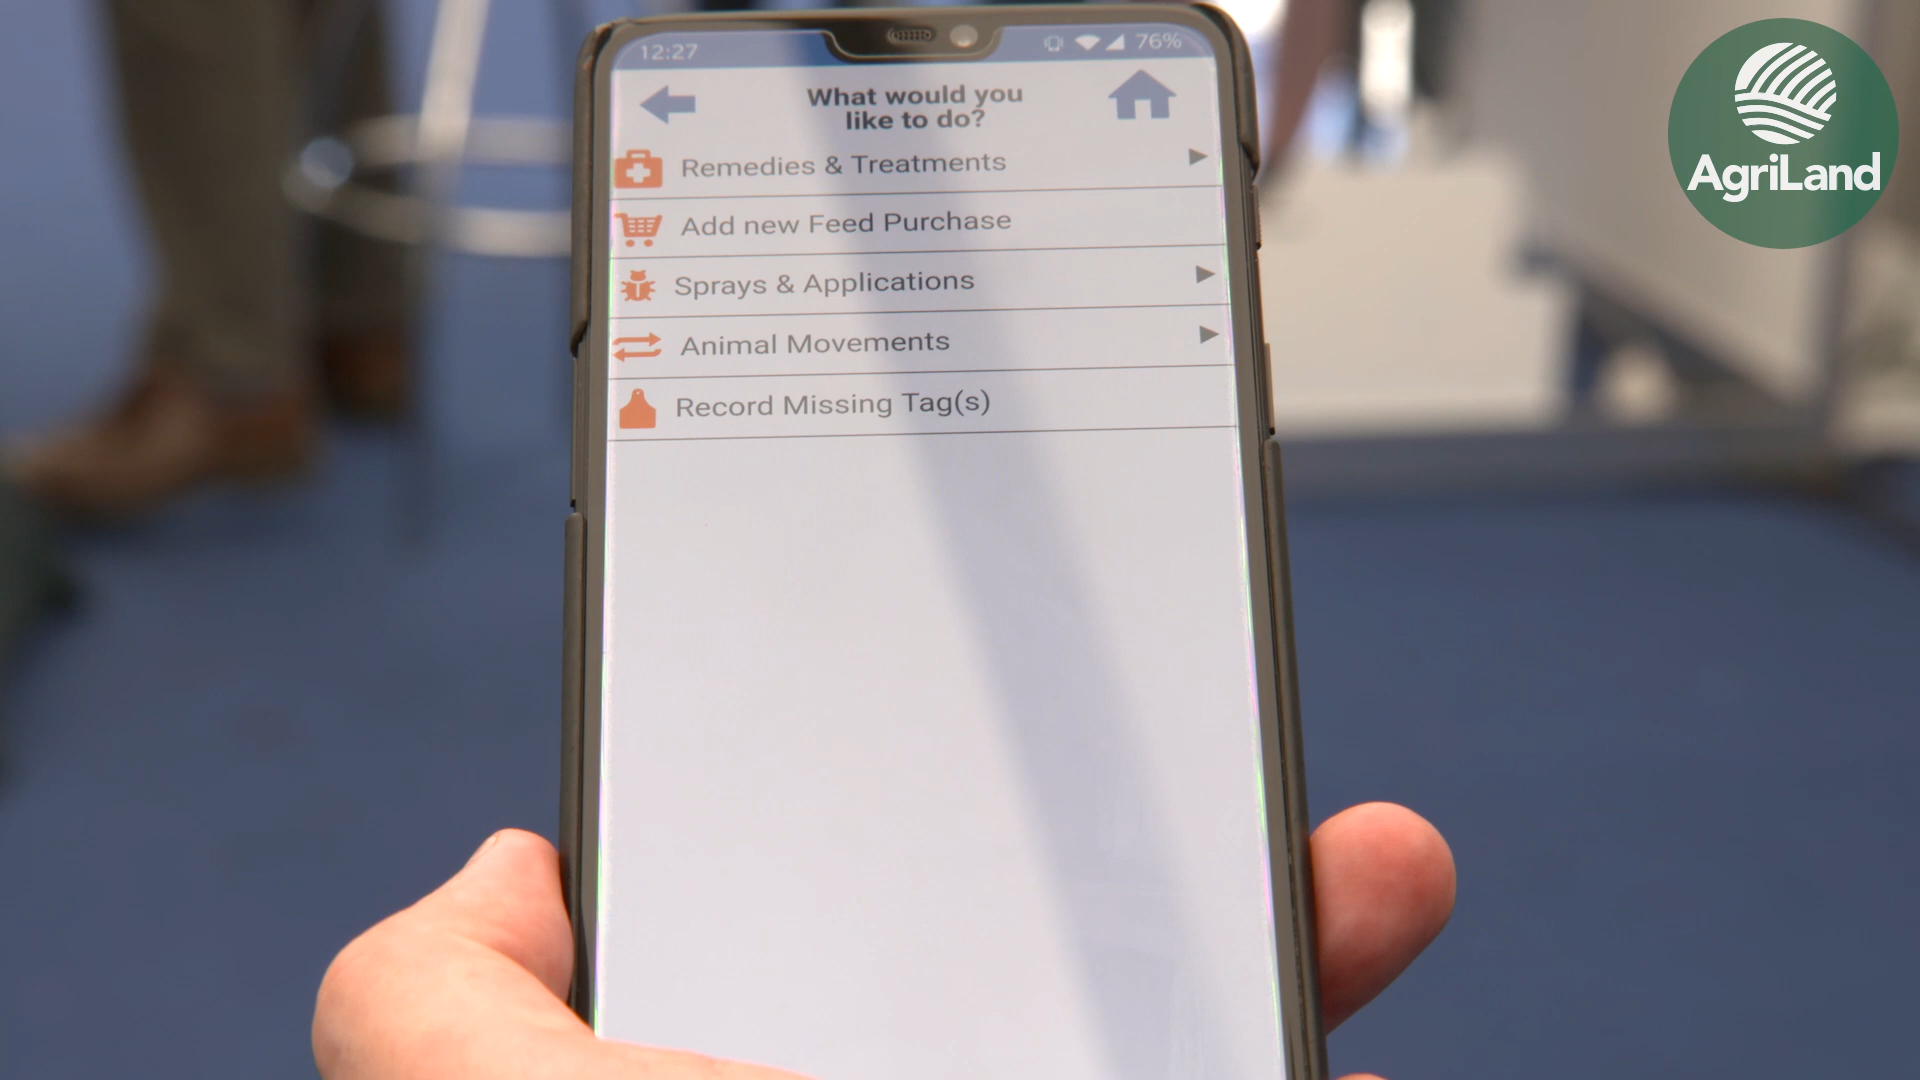 12:27
76%
What would you
like to do?
Remedies & Treatments
Add new Feed Purchase
Sprays & Applications
Animal Movements
Record Missing Tag(s)
AgriLand